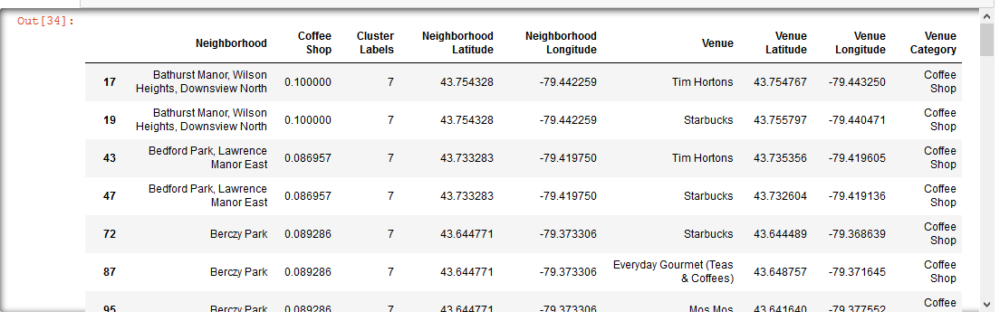 Out[34]:
Neighborhood Coffee Shop Cluster Labels Neighborhood Latitude Neighborhood Longitude Venue Venue Latitude Venue Longitude Venue Category
17 Bathurst Manor, Wilson Heights, Downsview North 0.100000 7 43.754328 -79.442259 Tim Hortons 43.754767 -79.443250 Coffee Shop
19 Bathurst Manor, Wilson Heights, Downsview North 0.100000 7 43.754328 -79.442259 Starbucks 43.755797 -79.440471 Coffee Shop
43 Bedford Park, Lawrence Manor East 0.086957 7 43.733283 -79.419750 Tim Hortons 43.735356 -79.419605 Coffee Shop
47 Bedford Park, Lawrence Manor East 0.086957 7 43.733283 -79.419750 Starbucks 43.732604 -79.419136 Coffee Shop
72 Berczy Park 0.089286 7 43.644771 -79.373306 Starbucks 43.644489 -79.368639 Coffee Shop
87 Berczy Park 0.089286 7 43.644771 -79.373306 Everyday Gourmet (Teas & Coffees) 43.648757 -79.371645 Coffee Shop
95 Berczy Park 0.089286 7 43.644771 -79.373306 Mos Mos 43.641640 -79.377552 Coffee